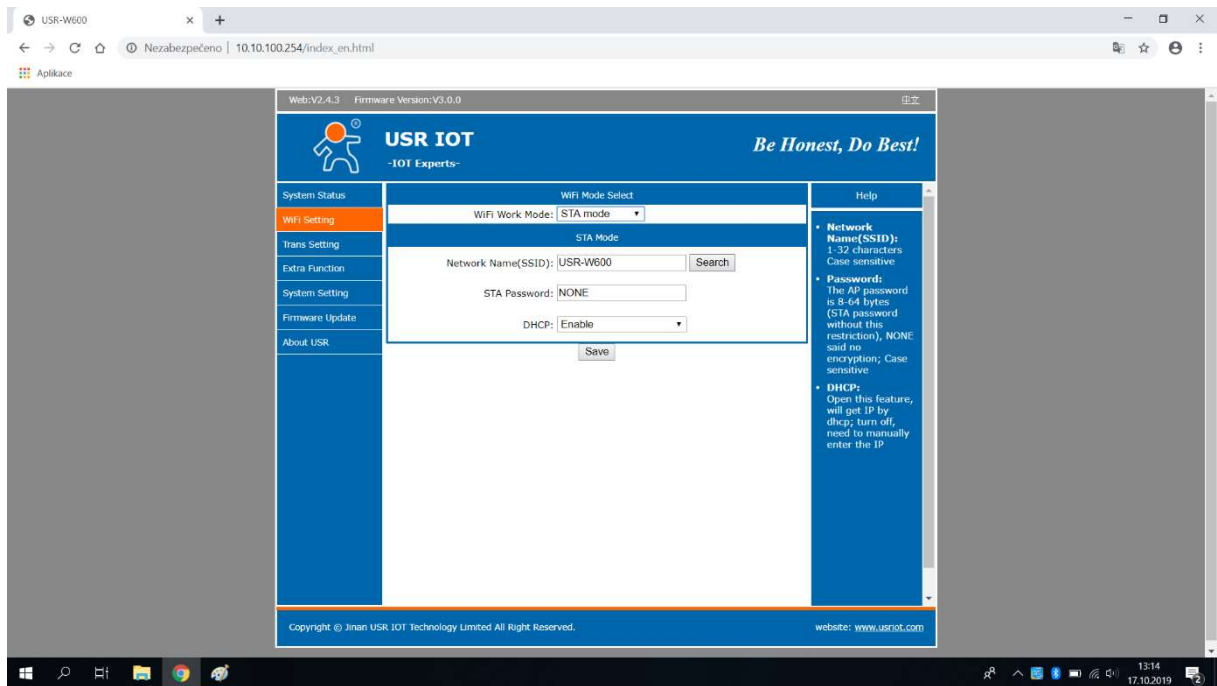 USR-W600
Nezabezpečeno | 10.10.100.254/index_en.html
Aplikace
Web:V2.4.3 Firmware Version:V3.0.0 中文
®
USR IOT
-IOT Experts-
Be Honest, Do Best!
System Status
WiFi Setting
Trans Setting
Extra Function
System Setting
Firmware Update
About USR
WiFi Mode Select
WiFi Work Mode: STA mode
STA Mode
Network Name(SSID): USR-W600 Search
STA Password: NONE
DHCP: Enable
Save
Help
• Network
Name(SSID):
1-32 characters
Case sensitive
• Password:
The AP password
is 8-64 bytes
(STA password
without this
restriction), NONE
said no
encryption; Case
sensitive
• DHCP:
Open this feature,
will get IP by
dhcp; turn off,
need to manually
enter the IP
Copyright © Jinan USR IOT Technology Limited All Right Reserved. website: www.usriot.com
13:14
17.10.2019
2